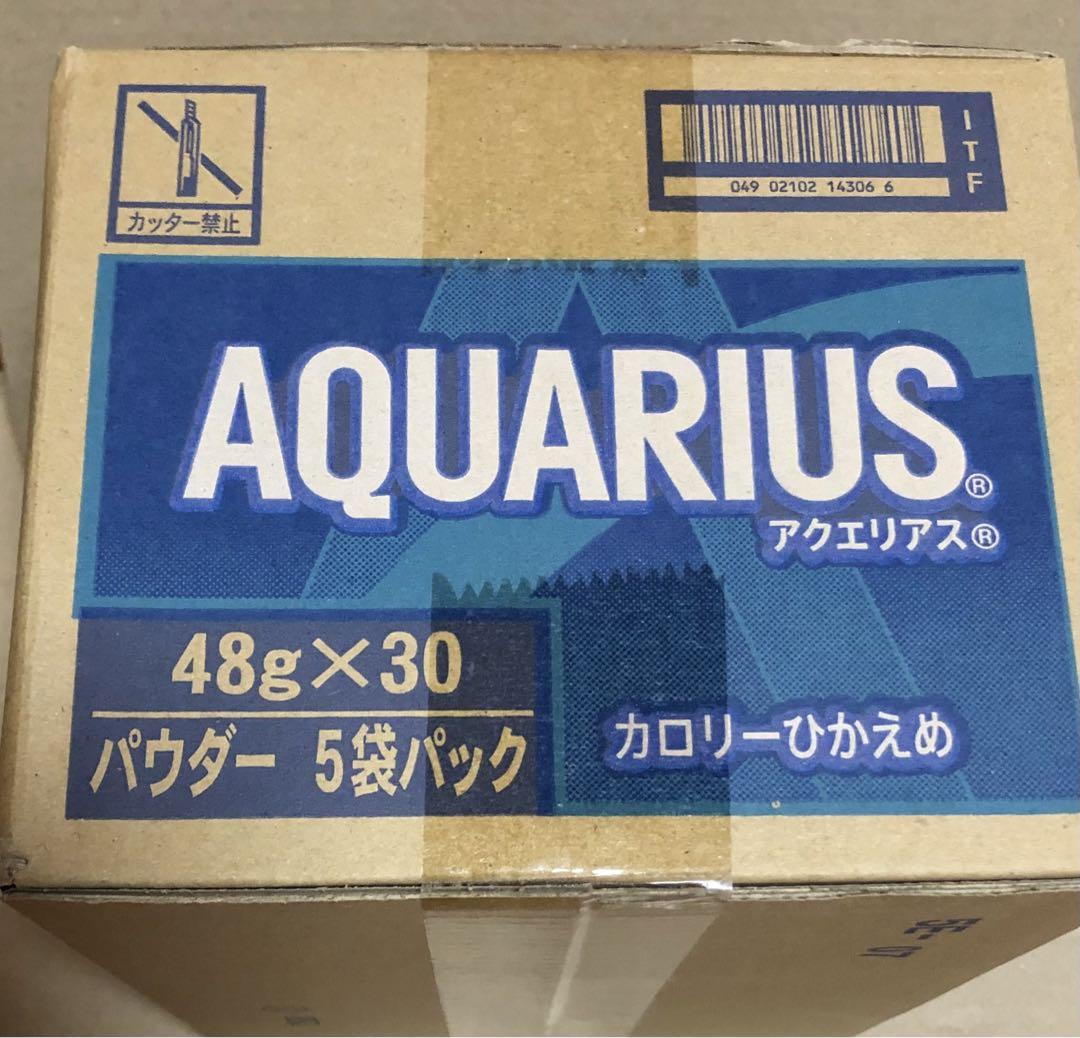 カッター禁止
049 02102 14306 6
ITF
AQUARIUS®
アクエリアス®
48g×30
パウダー 5袋パック
カロリーひかえめ